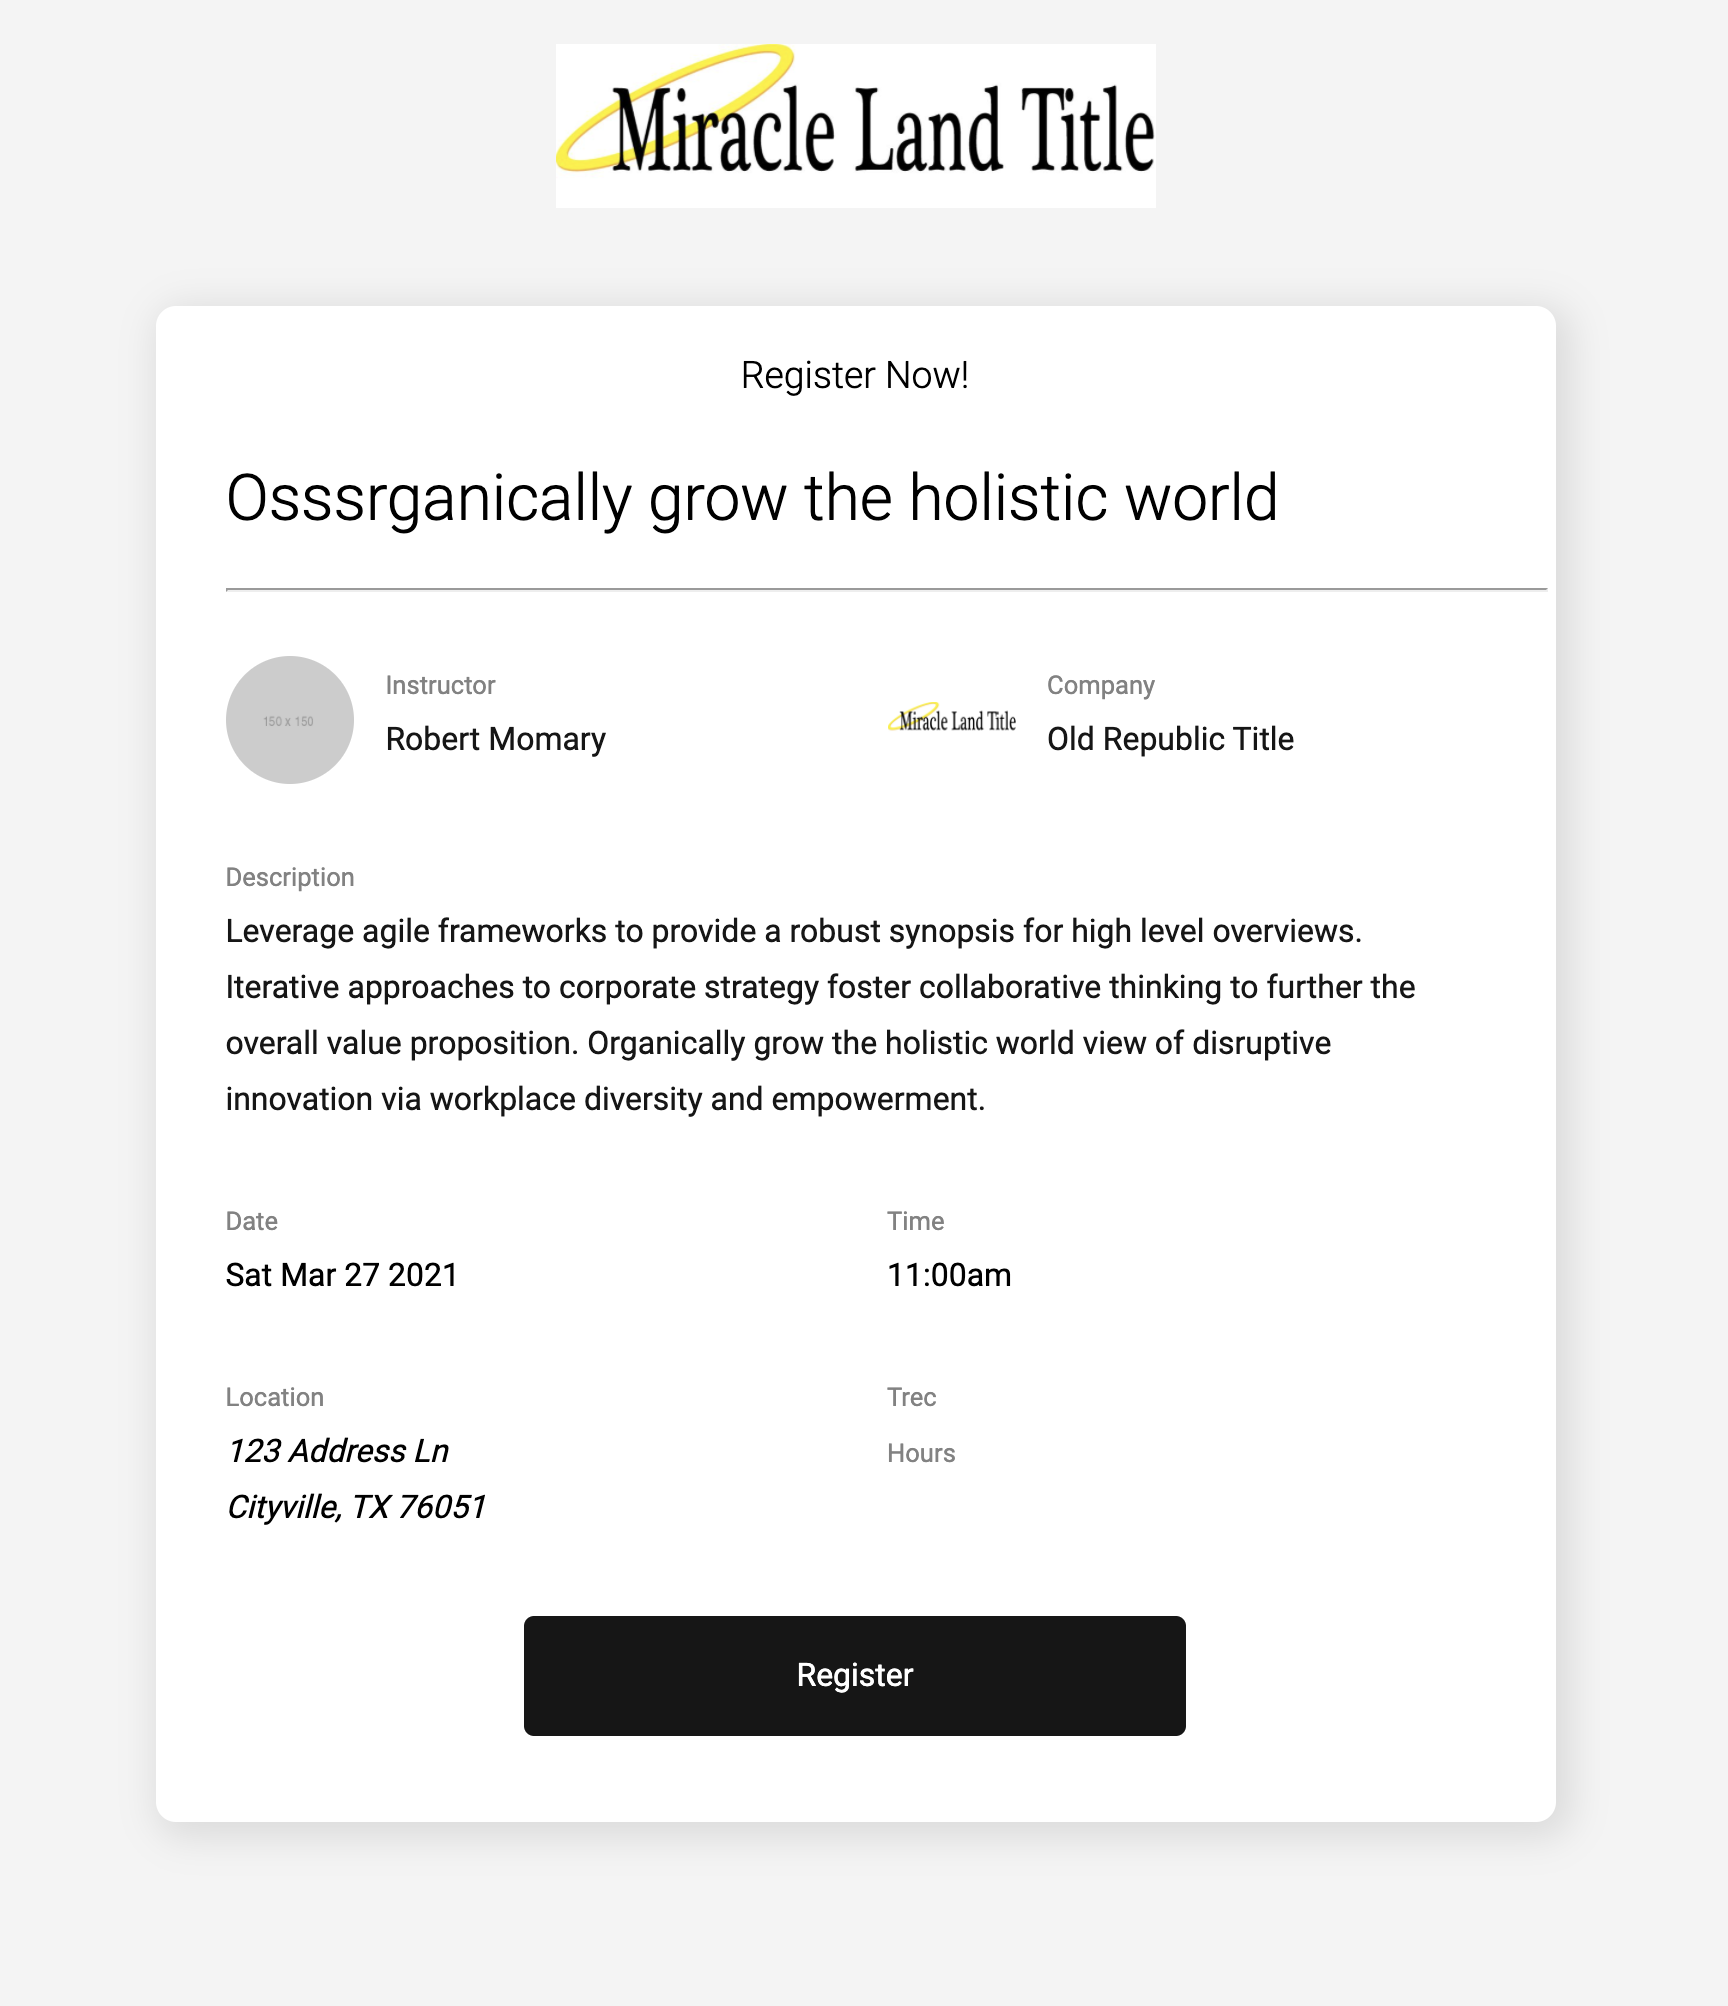 Miracle Land Title
Register Now!
Osssrganically grow the holistic world
150 x 150
Instructor
Robert Momary
Miracle Land Title
Company
Old Republic Title
Description
Leverage agile frameworks to provide a robust synopsis for high level overviews.
Iterative approaches to corporate strategy foster collaborative thinking to further the
overall value proposition. Organically grow the holistic world view of disruptive
innovation via workplace diversity and empowerment.
Date
Sat Mar 27 2021
Time
11:00am
Location
123 Address Ln
Cityville, TX 76051
Trec
Hours
Register